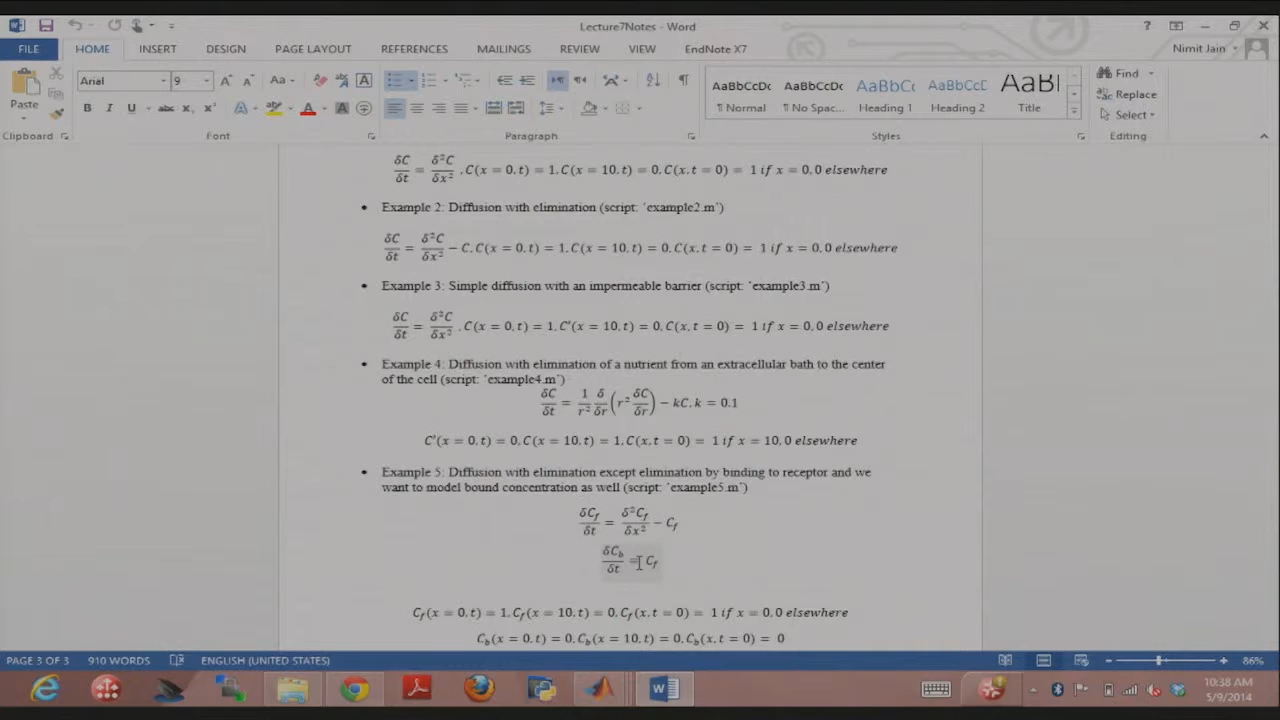 Lecture7Notes - Word
FILE HOME INSERT DESIGN PAGE LAYOUT REFERENCES MAILINGS REVIEW VIEW EndNote X7 Nimit Jain
Paste Arial 9 AaBbCcDc AaBbCcDc AaBbCc AaBbCcD AaBl Find
¶ Normal ¶ No Spac... Heading 1 Heading 2 Title Replace
Select
Clipboard Font Paragraph Styles Editing
δC/δt = δ²C/δx² , C(x = 0, t) = 1, C(x = 10, t) = 0, C(x, t = 0) = 1 if x = 0, 0 elsewhere
• Example 2: Diffusion with elimination (script: 'example2.m')
δC/δt = δ²C/δx² − C, C(x = 0, t) = 1, C(x = 10, t) = 0, C(x, t = 0) = 1 if x = 0, 0 elsewhere
• Example 3: Simple diffusion with an impermeable barrier (script: 'example3.m')
δC/δt = δ²C/δx² , C(x = 0, t) = 1, C′(x = 10, t) = 0, C(x, t = 0) = 1 if x = 0, 0 elsewhere
• Example 4: Diffusion with elimination of a nutrient from an extracellular bath to the center
of the cell (script: 'example4.m')
δC/δt = 1/r² δ/δr (r² δC/δr) − kC, k = 0.1
C′(x = 0, t) = 0, C(x = 10, t) = 1, C(x, t = 0) = 1 if x = 10, 0 elsewhere
• Example 5: Diffusion with elimination except elimination by binding to receptor and we
want to model bound concentration as well (script: 'example5.m')
δC_f/δt = δ²C_f/δx² − C_f
δC_b/δt = C_f
C_f(x = 0, t) = 1, C_f(x = 10, t) = 0, C_f(x, t = 0) = 1 if x = 0, 0 elsewhere
C_b(x = 0, t) = 0, C_b(x = 10, t) = 0, C_b(x, t = 0) = 0
PAGE 3 OF 3 910 WORDS ENGLISH (UNITED STATES) 86%
10:38 AM
5/9/2014